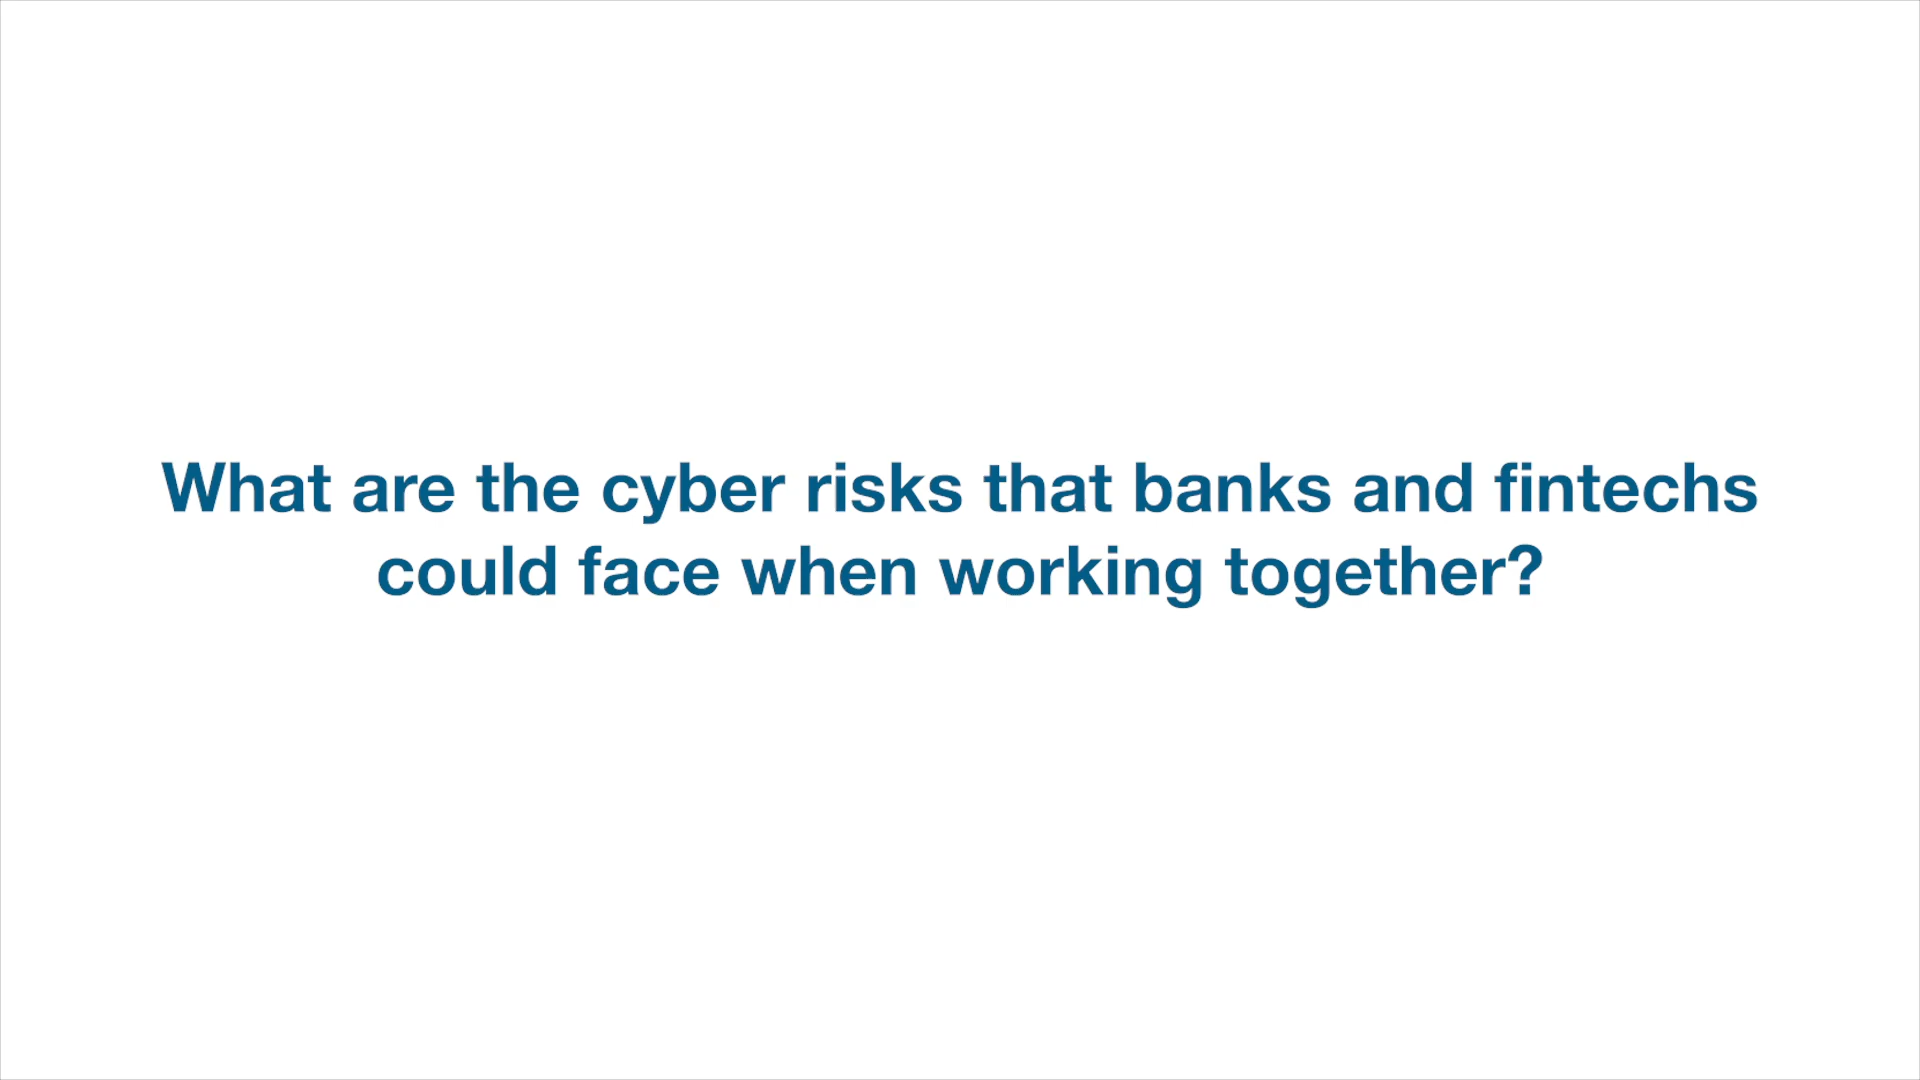 What are the cyber risks that banks and fintechs
could face when working together?